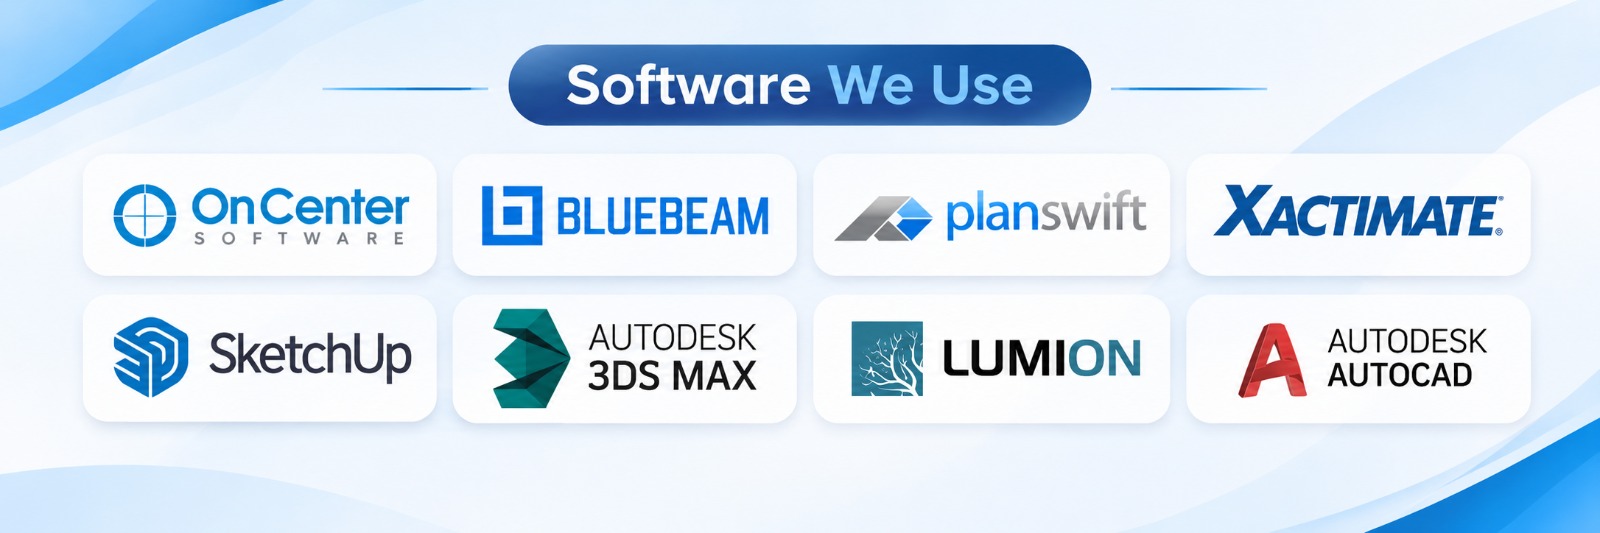 Software We Use
OnCenter
SOFTWARE
BLUEBEAM
planswift
XACTIMATE®
SketchUp
AUTODESK
3DS MAX
LUMION
AUTODESK
AUTOCAD